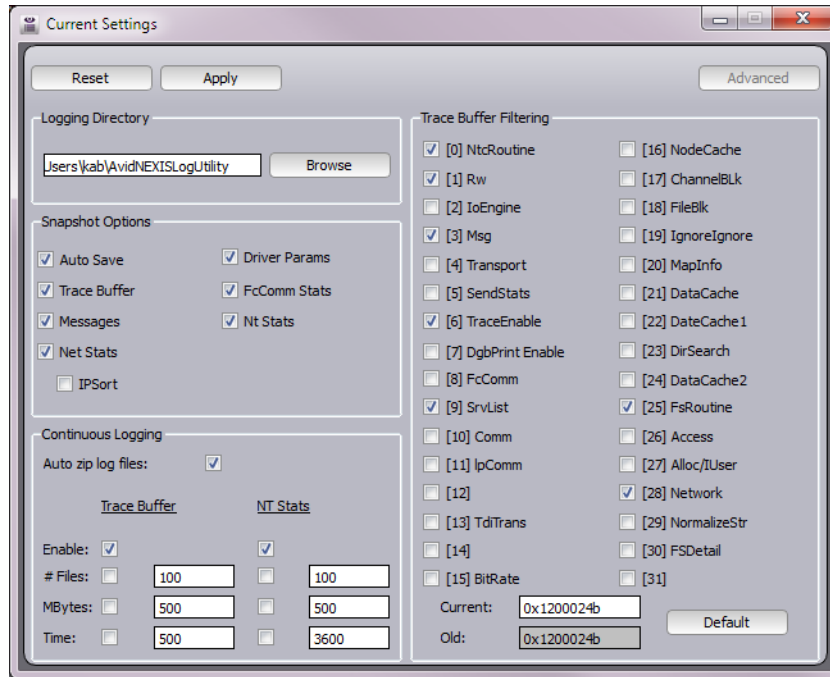 Current Settings
Reset Apply Advanced
Logging Directory
Jsers\kab\AvidNEXISLogUtility Browse
Snapshot Options
Auto Save Driver Params
Trace Buffer FcComm Stats
Messages Nt Stats
Net Stats
IPSort
Continuous Logging
Auto zip log files:
Trace Buffer NT Stats
Enable:
# Files: 100 100
MBytes: 500 500
Time: 500 3600
Trace Buffer Filtering
[0] NtcRoutine [16] NodeCache
[1] Rw [17] ChannelBLk
[2] IoEngine [18] FileBlk
[3] Msg [19] IgnoreIgnore
[4] Transport [20] MapInfo
[5] SendStats [21] DataCache
[6] TraceEnable [22] DateCache1
[7] DgbPrint Enable [23] DirSearch
[8] FcComm [24] DataCache2
[9] SrvList [25] FsRoutine
[10] Comm [26] Access
[11] lpComm [27] Alloc/IUser
[12] [28] Network
[13] TdiTrans [29] NormalizeStr
[14] [30] FSDetail
[15] BitRate [31]
Current: 0x1200024b
Default
Old: 0x1200024b